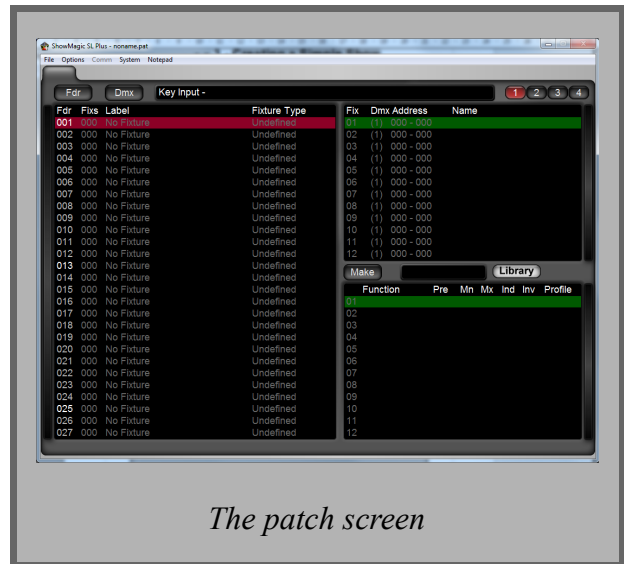 ShowMagic SL Plus - noname.pat
File Options Comm System Notepad
Fdr Dmx Key Input - 1 2 3 4
Fdr Fixs Label Fixture Type
001 000 No Fixture Undefined
002 000 No Fixture Undefined
003 000 No Fixture Undefined
004 000 No Fixture Undefined
005 000 No Fixture Undefined
006 000 No Fixture Undefined
007 000 No Fixture Undefined
008 000 No Fixture Undefined
009 000 No Fixture Undefined
010 000 No Fixture Undefined
011 000 No Fixture Undefined
012 000 No Fixture Undefined
013 000 No Fixture Undefined
014 000 No Fixture Undefined
015 000 No Fixture Undefined
016 000 No Fixture Undefined
017 000 No Fixture Undefined
018 000 No Fixture Undefined
019 000 No Fixture Undefined
020 000 No Fixture Undefined
021 000 No Fixture Undefined
022 000 No Fixture Undefined
023 000 No Fixture Undefined
024 000 No Fixture Undefined
025 000 No Fixture Undefined
026 000 No Fixture Undefined
027 000 No Fixture Undefined
Fix Dmx Address Name
01 (1) 000 - 000
02 (1) 000 - 000
03 (1) 000 - 000
04 (1) 000 - 000
05 (1) 000 - 000
06 (1) 000 - 000
07 (1) 000 - 000
08 (1) 000 - 000
09 (1) 000 - 000
10 (1) 000 - 000
11 (1) 000 - 000
12 (1) 000 - 000
Make Library
Function Pre Mn Mx Ind Inv Profile
01
02
03
04
05
06
07
08
09
10
11
12
The patch screen